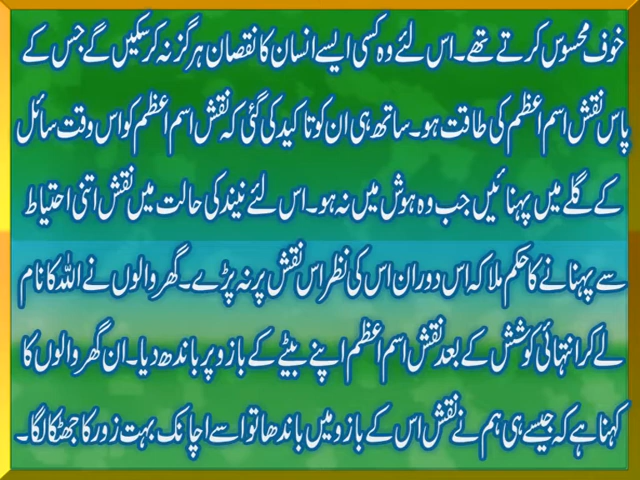 خوف محسوس کرتے تھے۔ اس لئے وہ کسی ایسے انسان کا نقصان ہرگز نہ کر سکیں گے جس کے
پاس نقش اسم اعظم کی طاقت ہو۔ ساتھ ہی ان کو تاکید کی گئی کہ نقش اسم اعظم کو اس وقت سائل
کے گلے میں پہنائیں جب وہ ہوش میں نہ ہو۔ اس لئے نیند کی حالت میں نقش اتنی احتیاط
سے پہنانے کا حکم ملا کہ اس دوران اس کی نظر اس نقش پر نہ پڑے۔ گھر والوں نے اللہ کا نام
لے کر انتہائی کوشش کے بعد نقش اسم اعظم اپنے بیٹے کے بازو پر باندھ دیا۔ ان گھر والوں کا
کہنا ہے کہ جیسے ہی ہم نے نقش اس کے بازو میں باندھا تو اسے اچانک بہت زور کا جھٹکا لگا۔